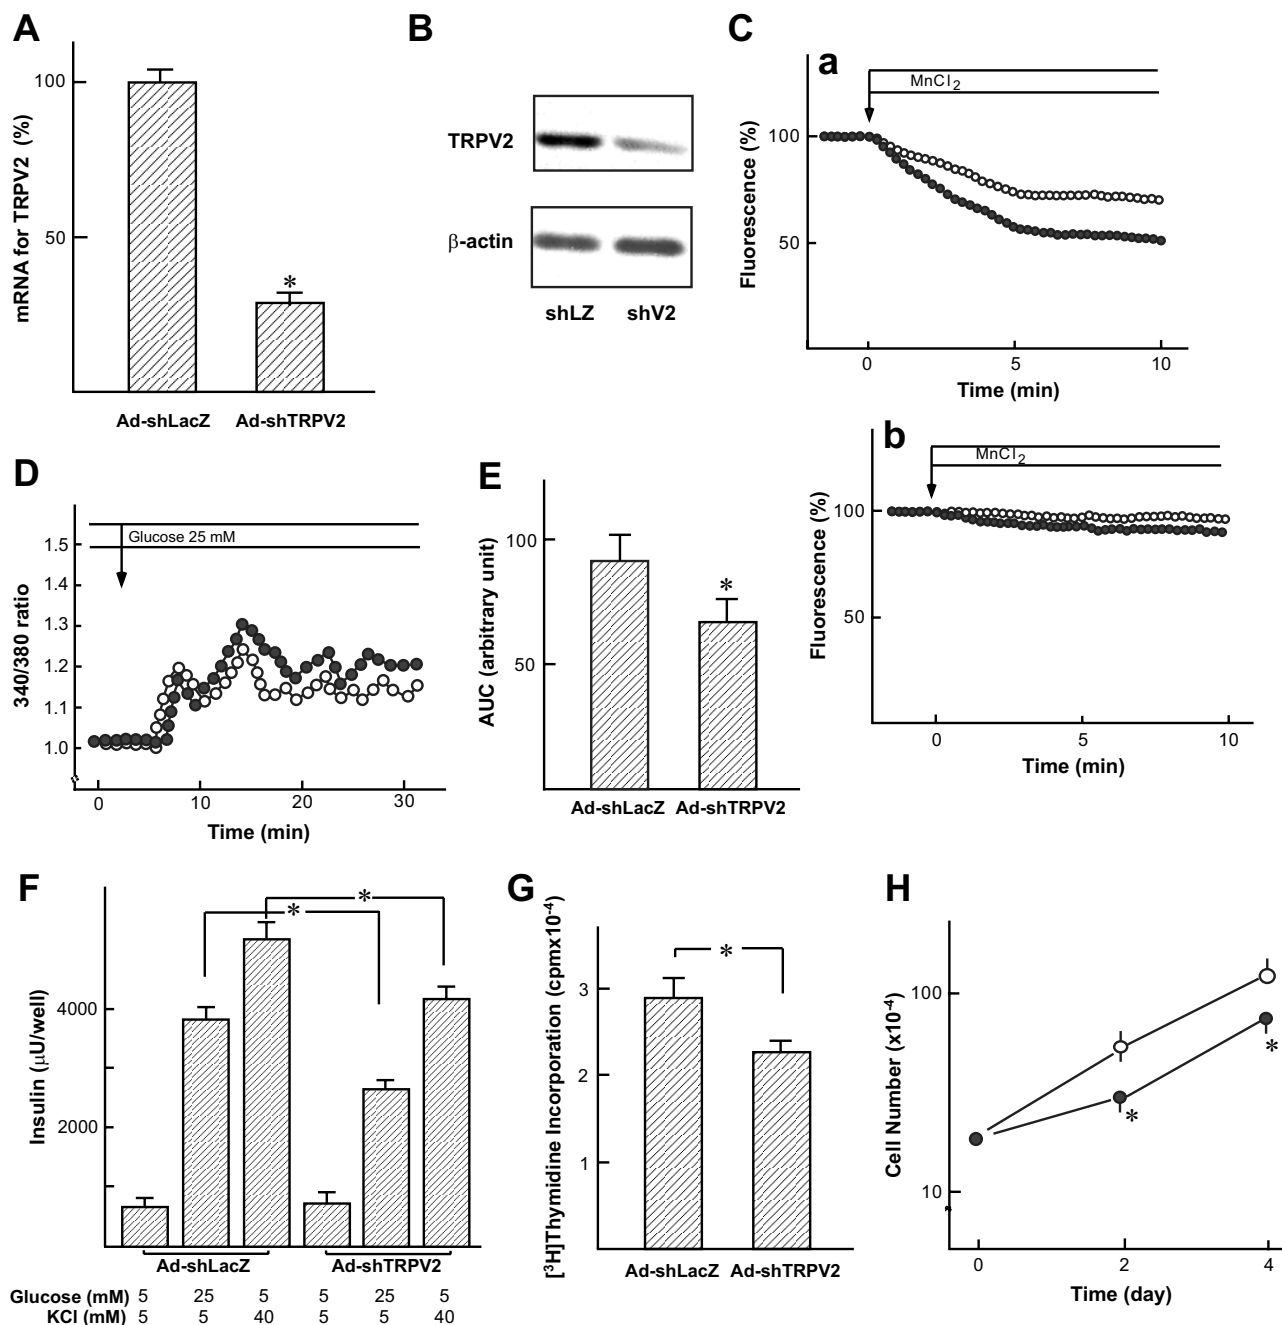 A
mRNA for TRPV2 (%)
100
50
*
Ad-shLacZ Ad-shTRPV2
B
TRPV2
β-actin
shLZ shV2
C
a
MnCl2
Fluorescence (%)
100
50
0 5 10
Time (min)
b
MnCl2
Fluorescence (%)
100
50
0 5 10
Time (min)
D
Glucose 25 mM
340/380 ratio
1.5
1.4
1.3
1.2
1.1
1.0
0 10 20 30
Time (min)
E
AUC (arbitrary unit)
100
50
*
Ad-shLacZ Ad-shTRPV2
F
Insulin (μU/well)
4000
2000
*
*
Ad-shLacZ Ad-shTRPV2
Glucose (mM) 5 25 5 5 25 5
KCl (mM) 5 5 40 5 5 40
G
[3H]Thymidine Incorporation (cpmx10-4)
3
2
1
*
Ad-shLacZ Ad-shTRPV2
H
Cell Number (x10-4)
100
10
*
*
0 2 4
Time (day)